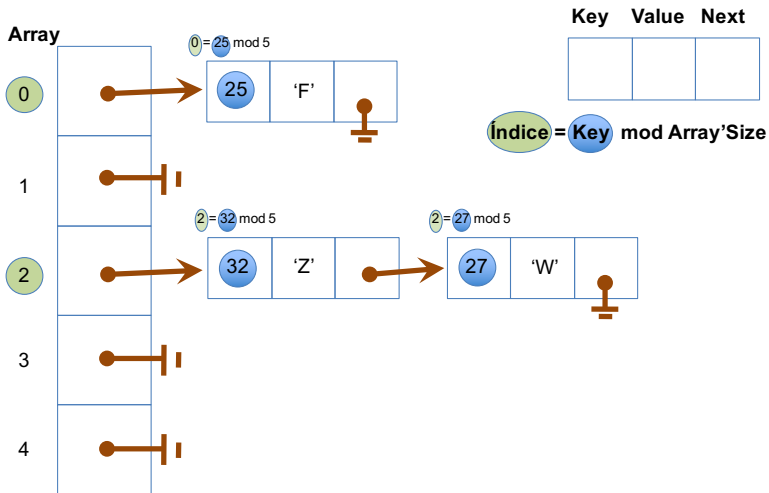 Key Value Next
Array
0 = 25 mod 5
0
25 ‘F’
Índice = Key mod Array’Size
1
2 = 32 mod 5
2 = 27 mod 5
2
32 ‘Z’
27 ‘W’
3
4